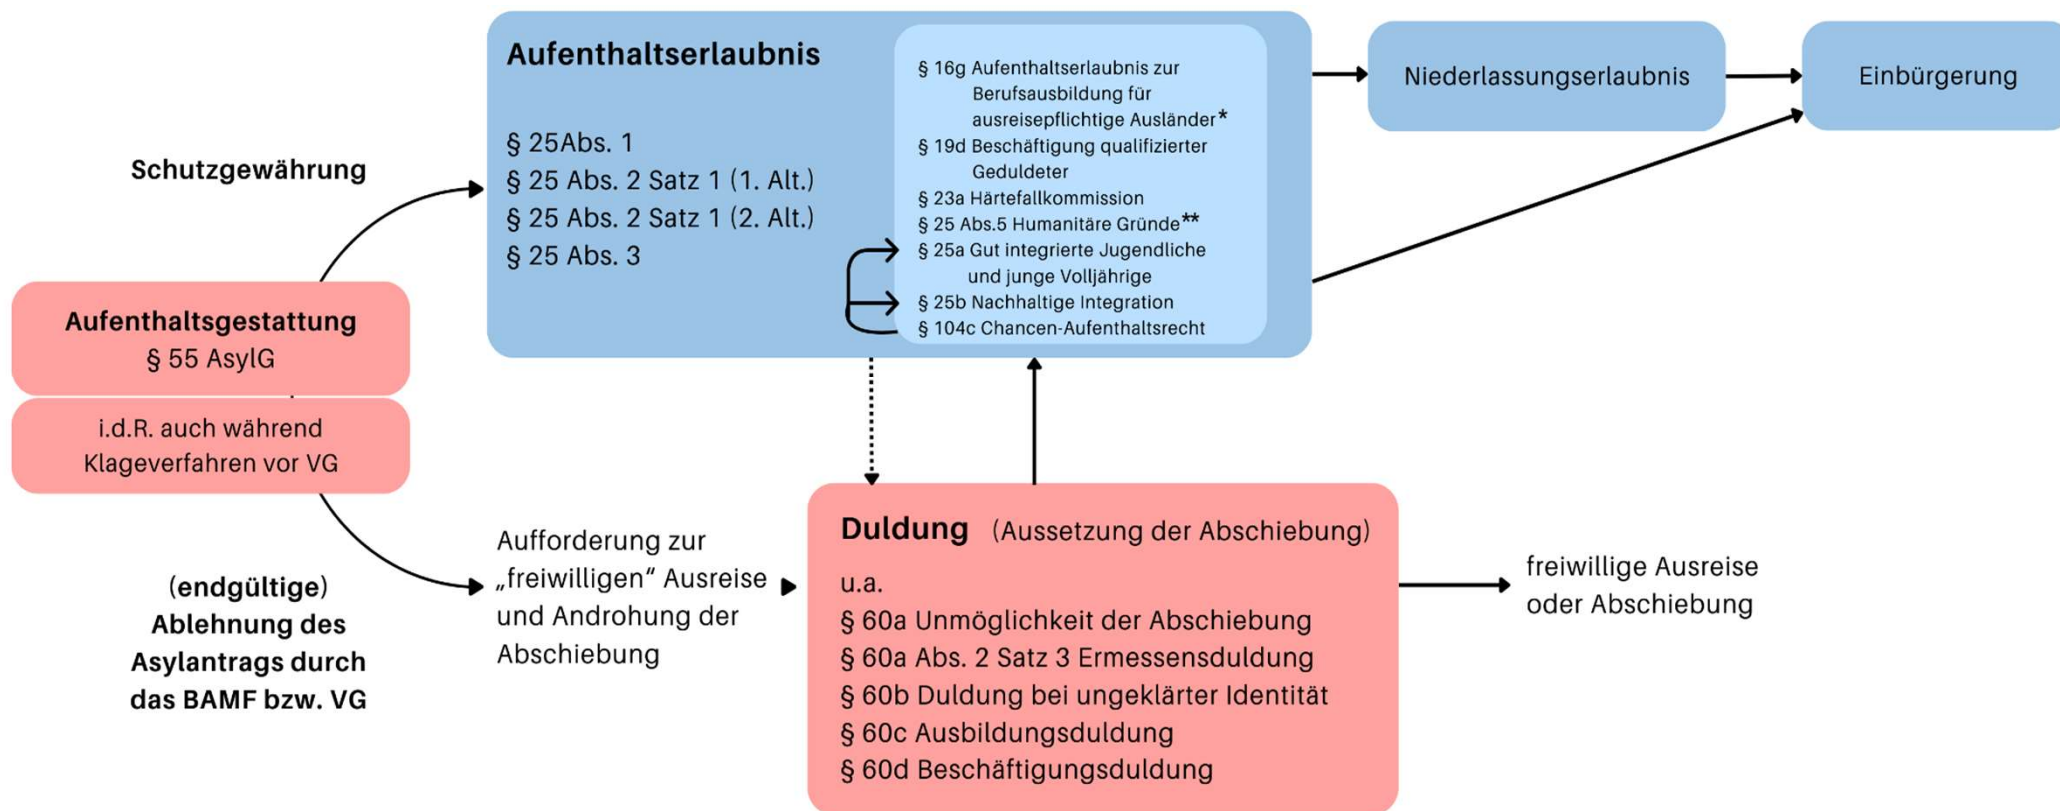 Schutzgewährung
Aufenthaltsgestattung
§ 55 AsylG
i.d.R. auch während
Klageverfahren vor VG
(endgültige)
Ablehnung des
Asylantrags durch
das BAMF bzw. VG
Aufenthaltserlaubnis
§ 25Abs. 1
§ 25 Abs. 2 Satz 1 (1. Alt.)
§ 25 Abs. 2 Satz 1 (2. Alt.)
§ 25 Abs. 3
§ 16g Aufenthaltserlaubnis zur
Berufsausbildung für
ausreisepflichtige Ausländer*
§ 19d Beschäftigung qualifizierter
Geduldeter
§ 23a Härtefallkommission
§ 25 Abs.5 Humanitäre Gründe**
§ 25a Gut integrierte Jugendliche
und junge Volljährige
§ 25b Nachhaltige Integration
§ 104c Chancen-Aufenthaltsrecht
Niederlassungserlaubnis
Einbürgerung
Aufforderung zur
„freiwilligen“ Ausreise
und Androhung der
Abschiebung
Duldung (Aussetzung der Abschiebung)
u.a.
§ 60a Unmöglichkeit der Abschiebung
§ 60a Abs. 2 Satz 3 Ermessensduldung
§ 60b Duldung bei ungeklärter Identität
§ 60c Ausbildungsduldung
§ 60d Beschäftigungsduldung
freiwillige Ausreise
oder Abschiebung